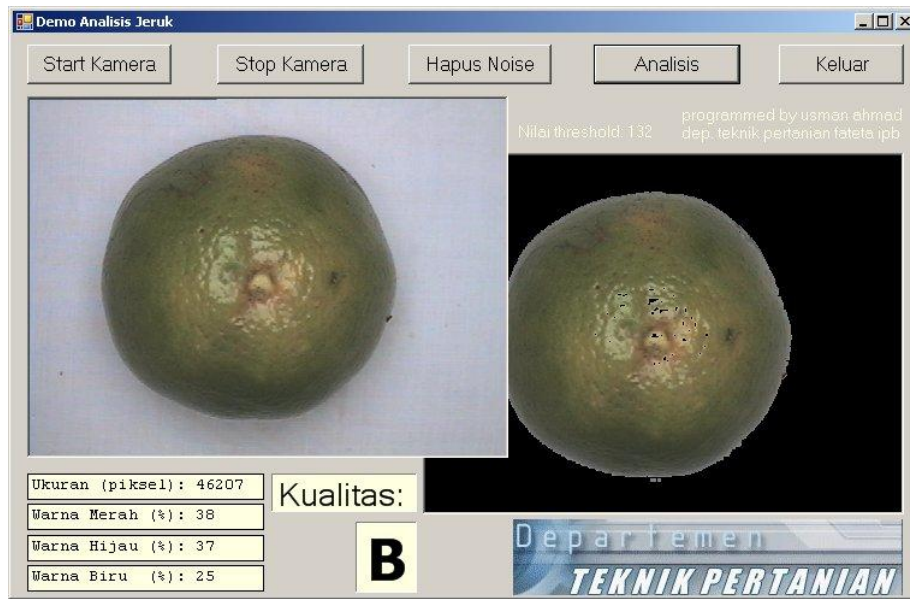 Demo Analisis Jeruk
Start Kamera
Stop Kamera
Hapus Noise
Analisis
Keluar
Nilai threshold: 132
programmed by usman ahmad
dep. teknik pertanian fateta ipb
Ukuran (piksel): 46207
Warna Merah (%): 38
Warna Hijau (%): 37
Warna Biru (%): 25
Kualitas:
B
Departemen
TEKNIK PERTANIAN